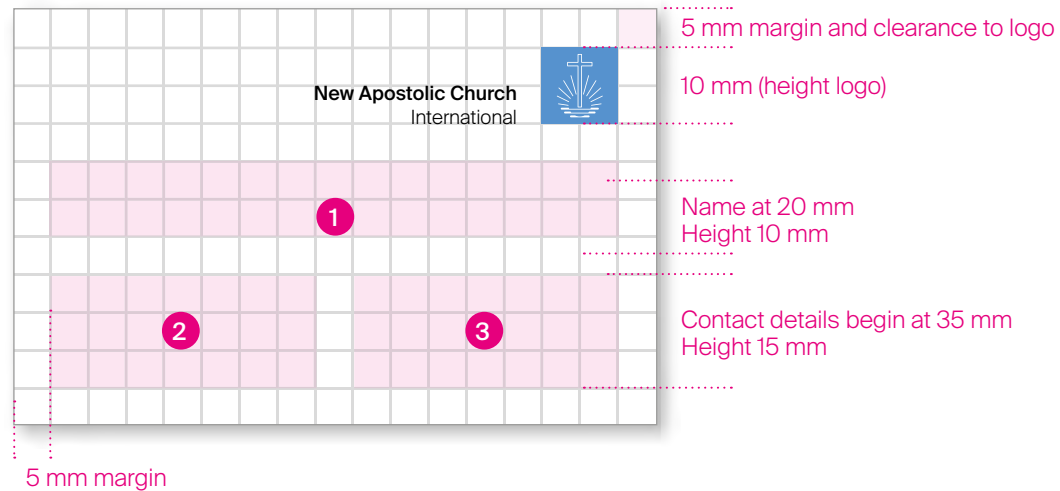 5 mm margin and clearance to logo
New Apostolic Church
International
10 mm (height logo)
1
Name at 20 mm
Height 10 mm
2
3
Contact details begin at 35 mm
Height 15 mm
5 mm margin